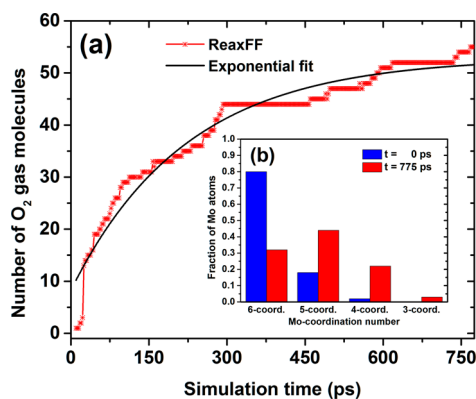 (a)
ReaxFF
Exponential fit
Number of O2 gas molecules
60
50
40
30
20
10
0
0
150
300
450
600
750
Simulation time (ps)
(b)
t = 0 ps
t = 775 ps
Fraction of Mo atoms
1.0
0.9
0.8
0.7
0.6
0.5
0.4
0.3
0.2
0.1
0.0
6-coord.
5-coord.
4-coord.
3-coord.
Mo-coordination number